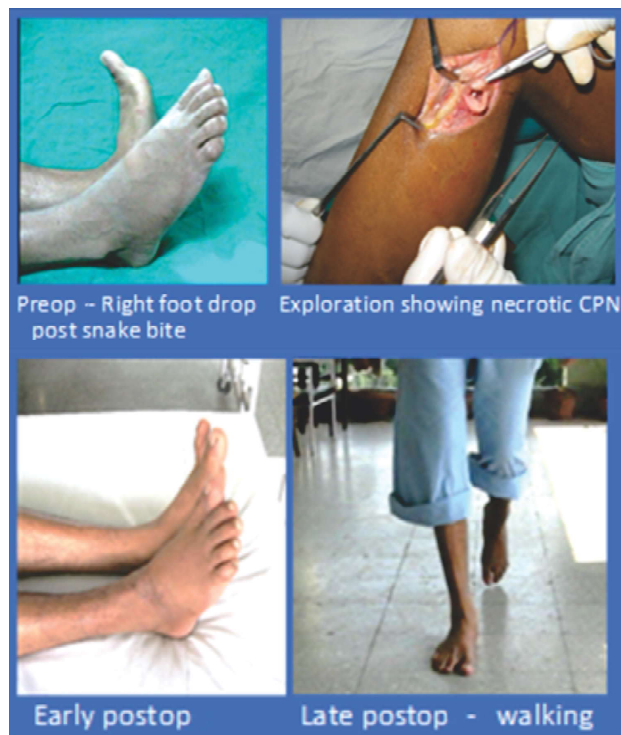 Preop – Right foot drop
post snake bite
Exploration showing necrotic CPN
Early postop
Late postop - walking